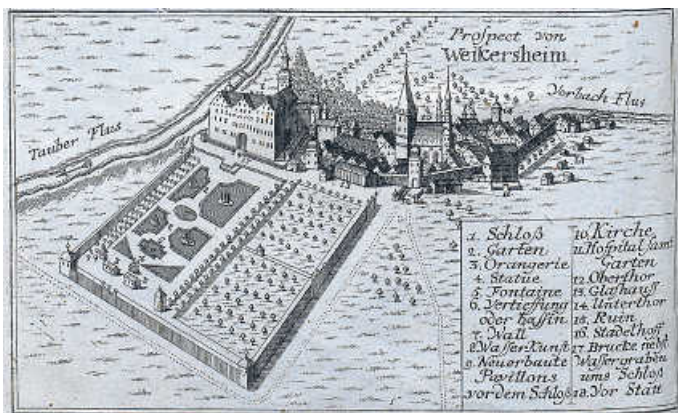 Prospect von
Weikersheim.
Tauber Flus
Vorbach Flus
1. Schloß
2. Garten
3. Orangerie
4. Statüe
5. Fontaine
6. Vertieffung
oder bassin
7. Wall
8. Wasser-Kunst
9. Neuerbaute
Pavillons
vor dem Schloß
10. Kirche
11. Hospital samt
Garten
12. Oberthor
13. Glashauss
14. Unterthor
15. Ruin
16. Stadelhoff
17. Brucke nebst
Wassergraben
ums Schloß
18. Vor Statt